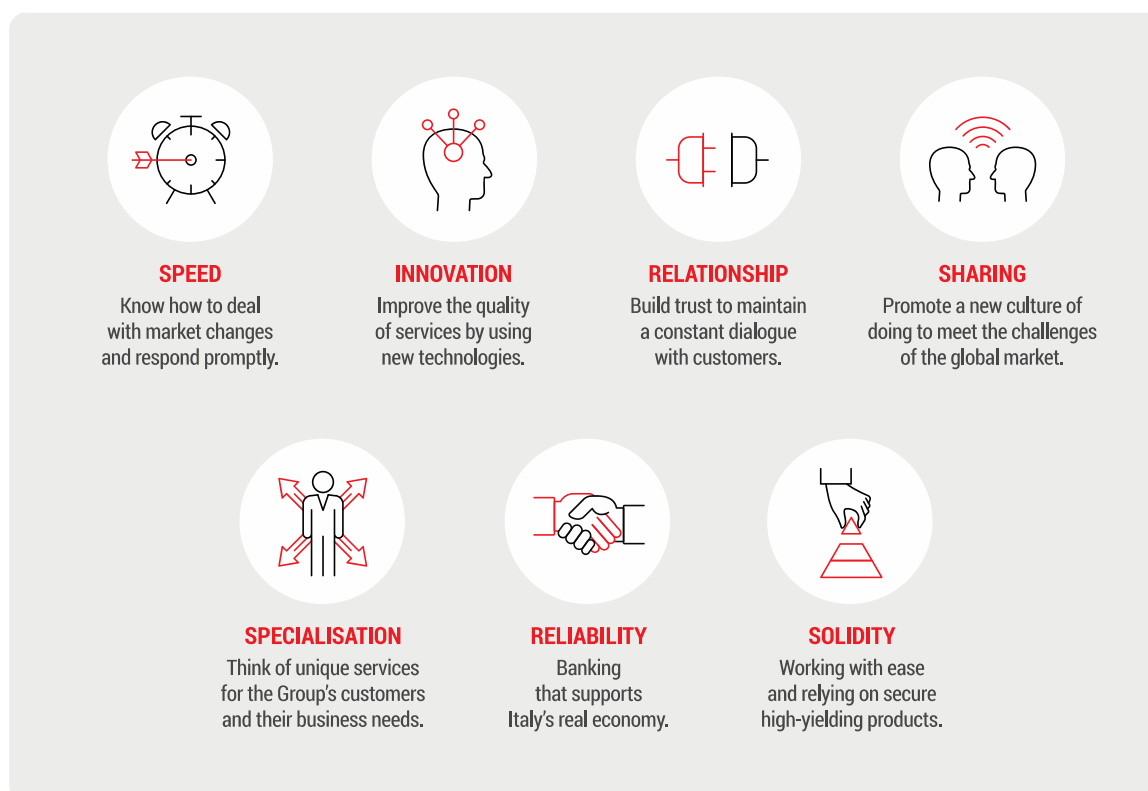 SPEED
Know how to deal
with market changes
and respond promptly.
INNOVATION
Improve the quality
of services by using
new technologies.
RELATIONSHIP
Build trust to maintain
a constant dialogue
with customers.
SHARING
Promote a new culture of
doing to meet the challenges
of the global market.
SPECIALISATION
Think of unique services
for the Group's customers
and their business needs.
RELIABILITY
Banking
that supports
Italy's real economy.
SOLIDITY
Working with ease
and relying on secure
high-yielding products.